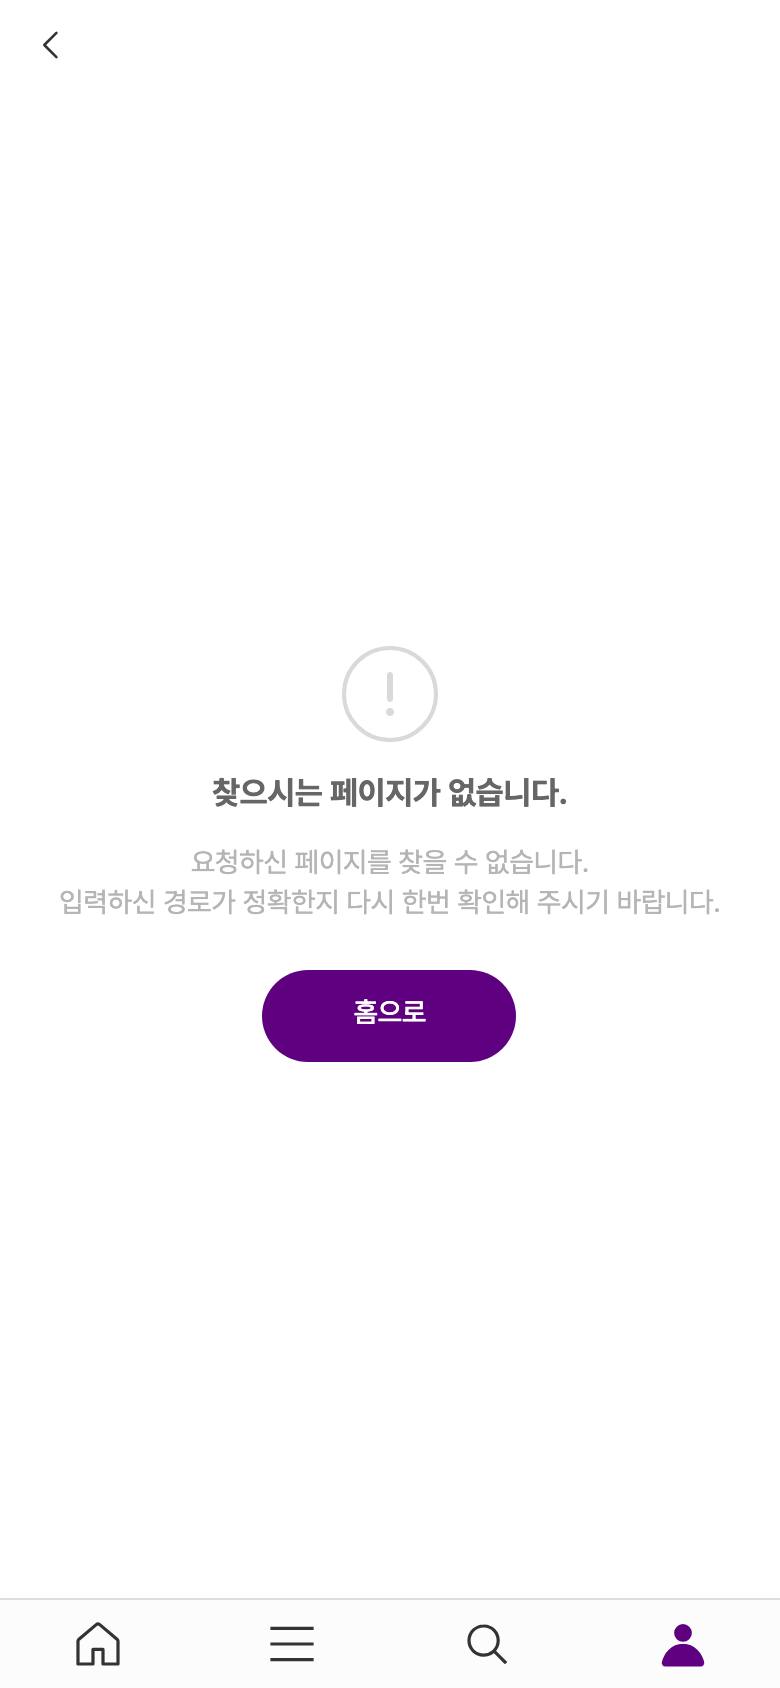 찾으시는 페이지가 없습니다.
요청하신 페이지를 찾을 수 없습니다.
입력하신 경로가 정확한지 다시 한번 확인해 주시기 바랍니다.
홈으로